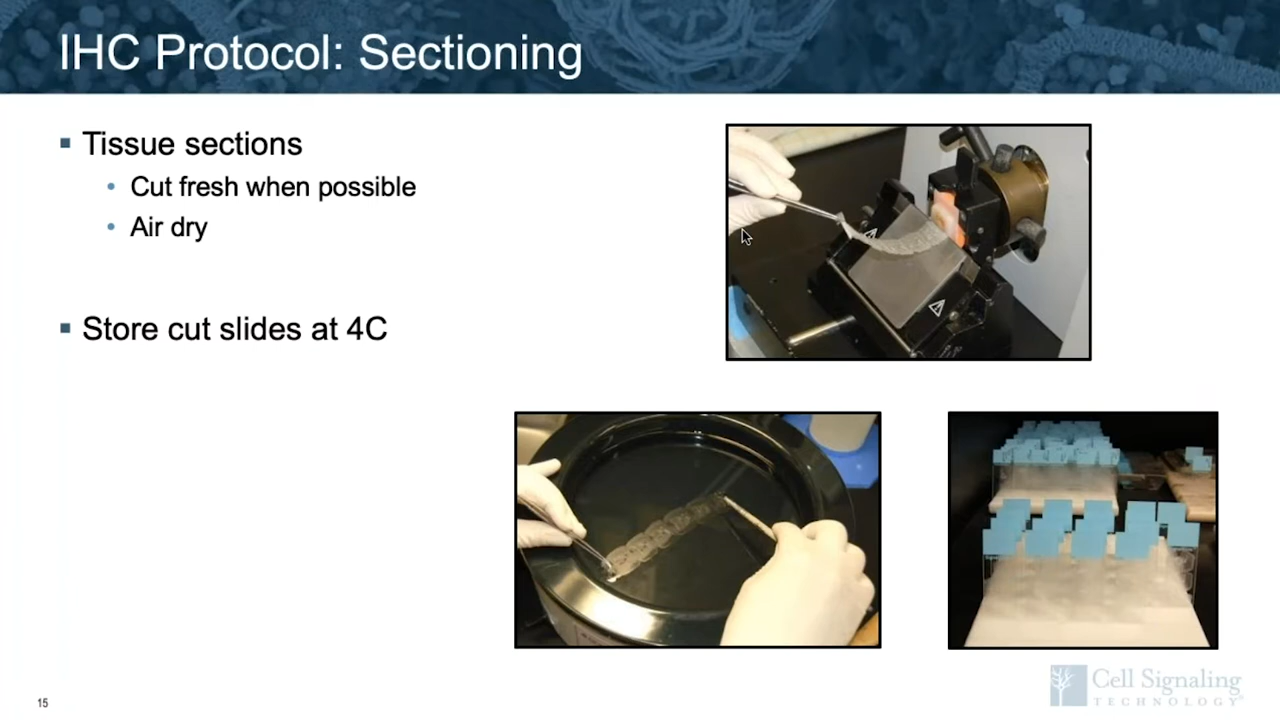 IHC Protocol: Sectioning
Tissue sections
Cut fresh when possible
Air dry
Store cut slides at 4C
15
Cell Signaling
TECHNOLOGY